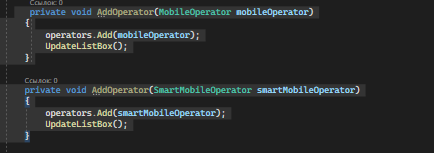 Ссылок: 0
private void AddOperator(MobileOperator mobileOperator)
{
operators.Add(mobileOperator);
UpdateListBox();
}
Ссылок: 0
private void AddOperator(SmartMobileOperator smartMobileOperator)
{
operators.Add(smartMobileOperator);
UpdateListBox();
}